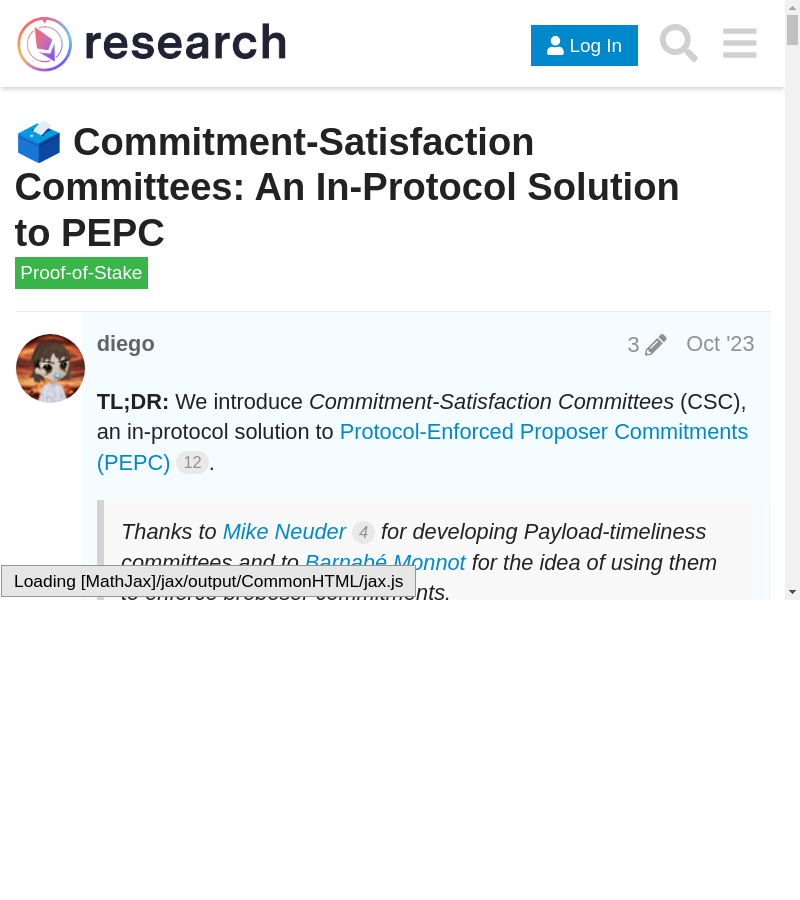 research
Log In
Commitment-Satisfaction
Committees: An In-Protocol Solution
to PEPC
Proof-of-Stake
diego 3 Oct '23
TL;DR: We introduce Commitment-Satisfaction Committees (CSC),
an in-protocol solution to Protocol-Enforced Proposer Commitments
(PEPC) 12.
Thanks to Mike Neuder 4 for developing Payload-timeliness
committees and to Barnabé Monnot for the idea of using them
to enforce proposer commitments.
Loading [MathJax]/jax/output/CommonHTML/jax.js